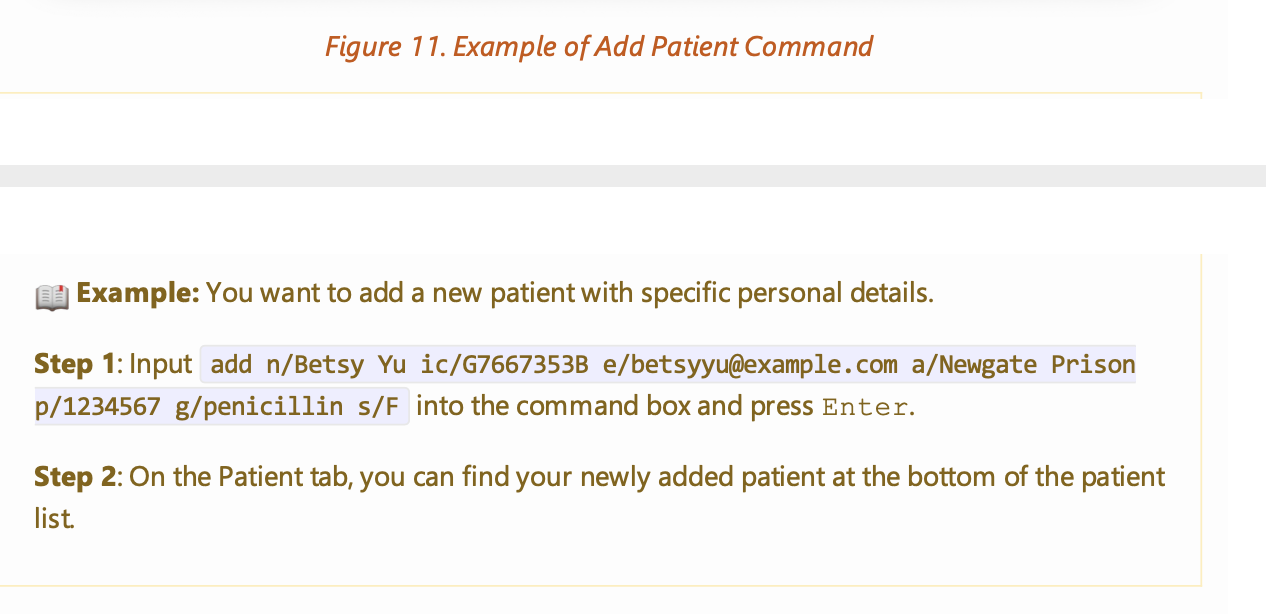 Figure 11. Example of Add Patient Command
Example: You want to add a new patient with specific personal details.
Step 1: Input add n/Betsy Yu ic/G7667353B e/betsyyu@example.com a/Newgate Prison
p/1234567 g/penicillin s/F into the command box and press Enter.
Step 2: On the Patient tab, you can find your newly added patient at the bottom of the patient
list.